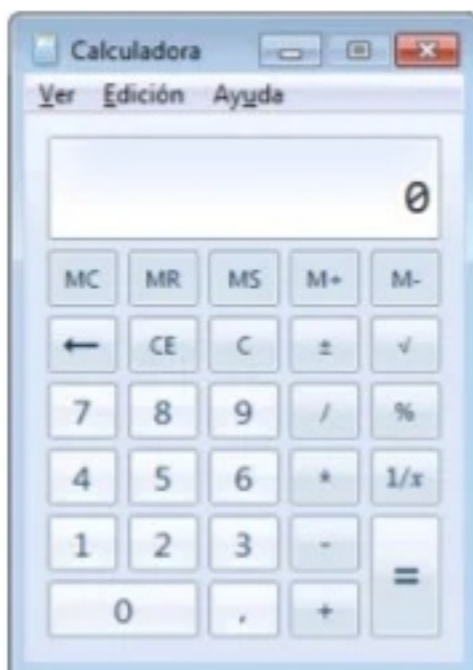 Calculadora
Ver Edición Ayuda
0
MC MR MS M+ M-
← CE C ± √
7 8 9 / %
4 5 6 * 1/x
1 2 3 - =
0 , +